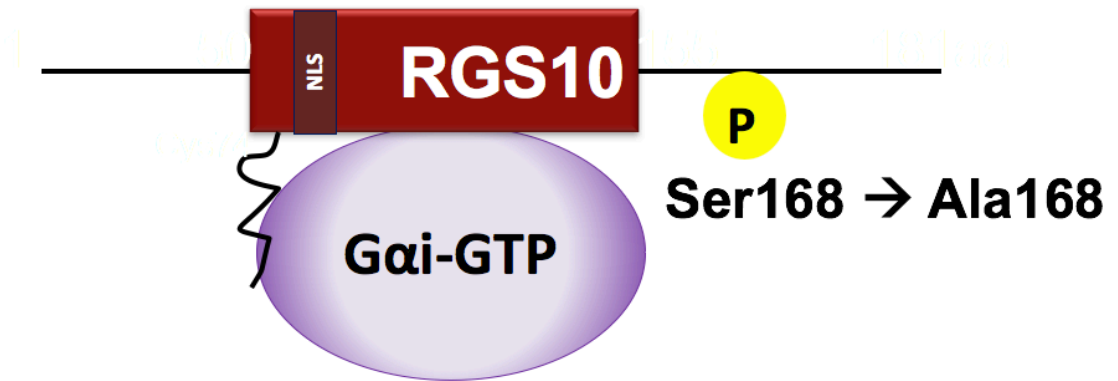 NLS
RGS10
P
Ser168 → Ala168
Gαi-GTP